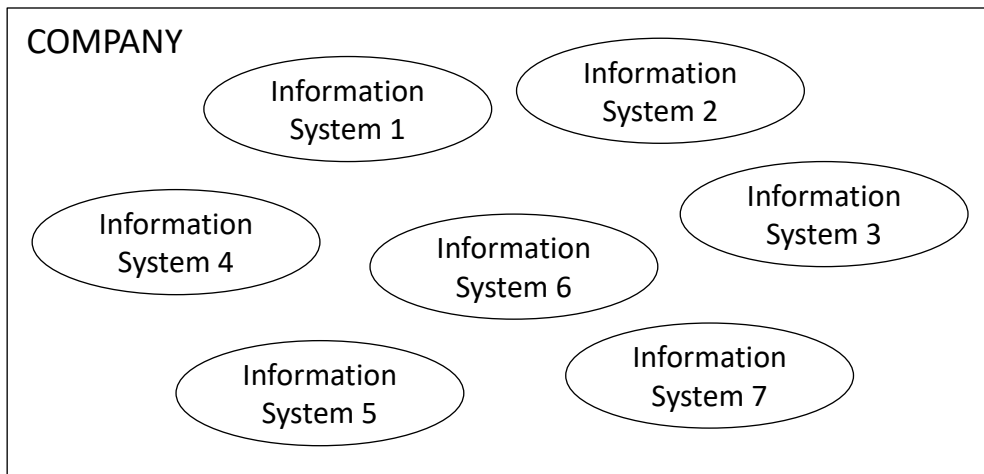 COMPANY
Information
System 1
Information
System 2
Information
System 3
Information
System 4
Information
System 6
Information
System 5
Information
System 7